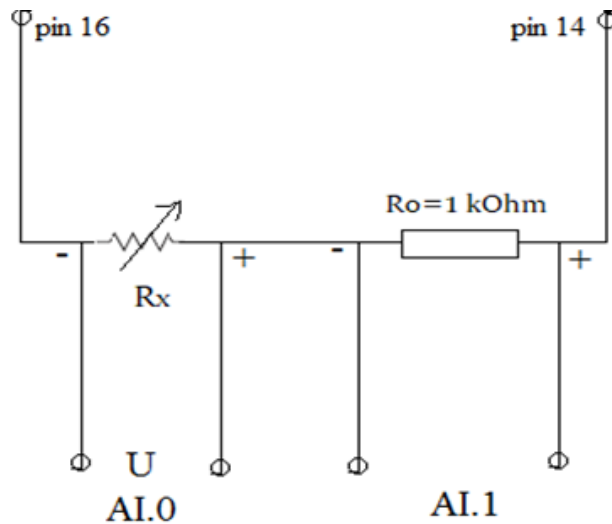 pin 16
pin 14
Ro=1 kOhm
- + - +
Rx
U
AI.0
AI.1